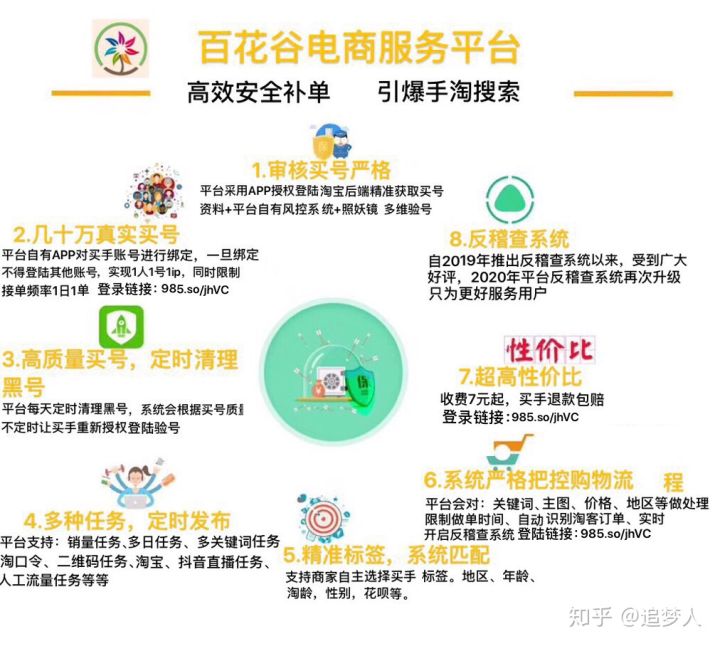 百花谷电商服务平台
高效安全补单 引爆手淘搜索
1.审核买号严格
平台采用APP授权登陆淘宝后端精准获取买号
资料+平台自有风控系统+照妖镜 多维验号
2.几十万真实买号
平台自有APP对买手账号进行绑定，一旦绑定
不得登陆其他账号，实现1人1号1ip，同时限制
接单频率1日1单 登录链接：985.so/jhVC
3.高质量买号，定时清理
黑号
平台每天定时清理黑号，系统会根据买号质量
不定时让买手重新授权登陆验号
4.多种任务，定时发布
平台支持：销量任务、多日任务、多关键词任务
淘口令、二维码任务、淘宝、抖音直播任务、
人工流量任务等等
5.精准标签，系统匹配
支持商家自主选择买手 标签。地区、年龄、
淘龄，性别，花呗等。
6.系统严格把控购物流 程
平台会对：关键词、主图、价格、地区等做处理
限制做单时间、自动识别淘客订单、实时
开启反稽查系统 登陆链接：985.so/jhVC
性价比
7.超高性价比
收费7元起，买手退款包赔
登录链接：985.so/jhVC
8.反稽查系统
自2019年推出反稽查系统以来，受到广大
好评，2020年平台反稽查系统再次升级
只为更好服务用户
知乎 @追梦人